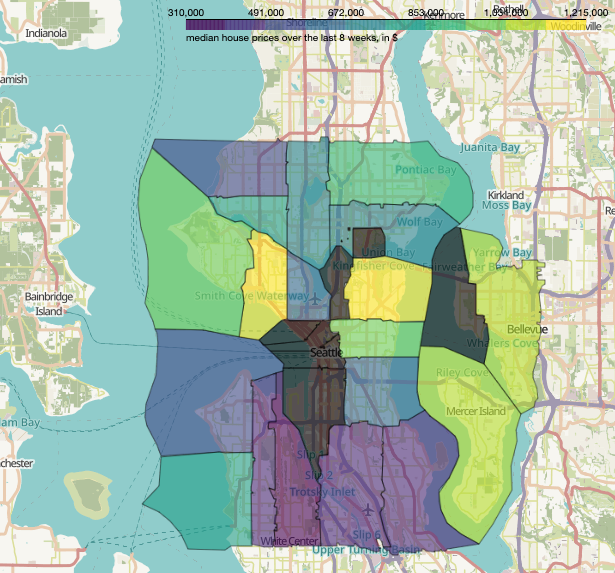 Kenmore
Bothell
310,000 491,000 672,000 853,000 1,034,000 1,215,000
Shoreline
Woodinville
median house prices over the last 8 weeks, in $
Indianola
amish
Juanita Bay
Pontiac Bay
Kirkland
Moss Bay
Re
Wolf Bay
Union Bay
Yarrow Bay
Kingfisher Cove
Fairweather Bay
Smith Cove Waterway
Bainbridge
Island
Bellevue
Whalers Cove
Seattle
Riley Cove
Mercer Island
am Bay
chester
Slip
Slip 2
Trotsky Inlet
Slip 6
White Center
Upper Turning Basin